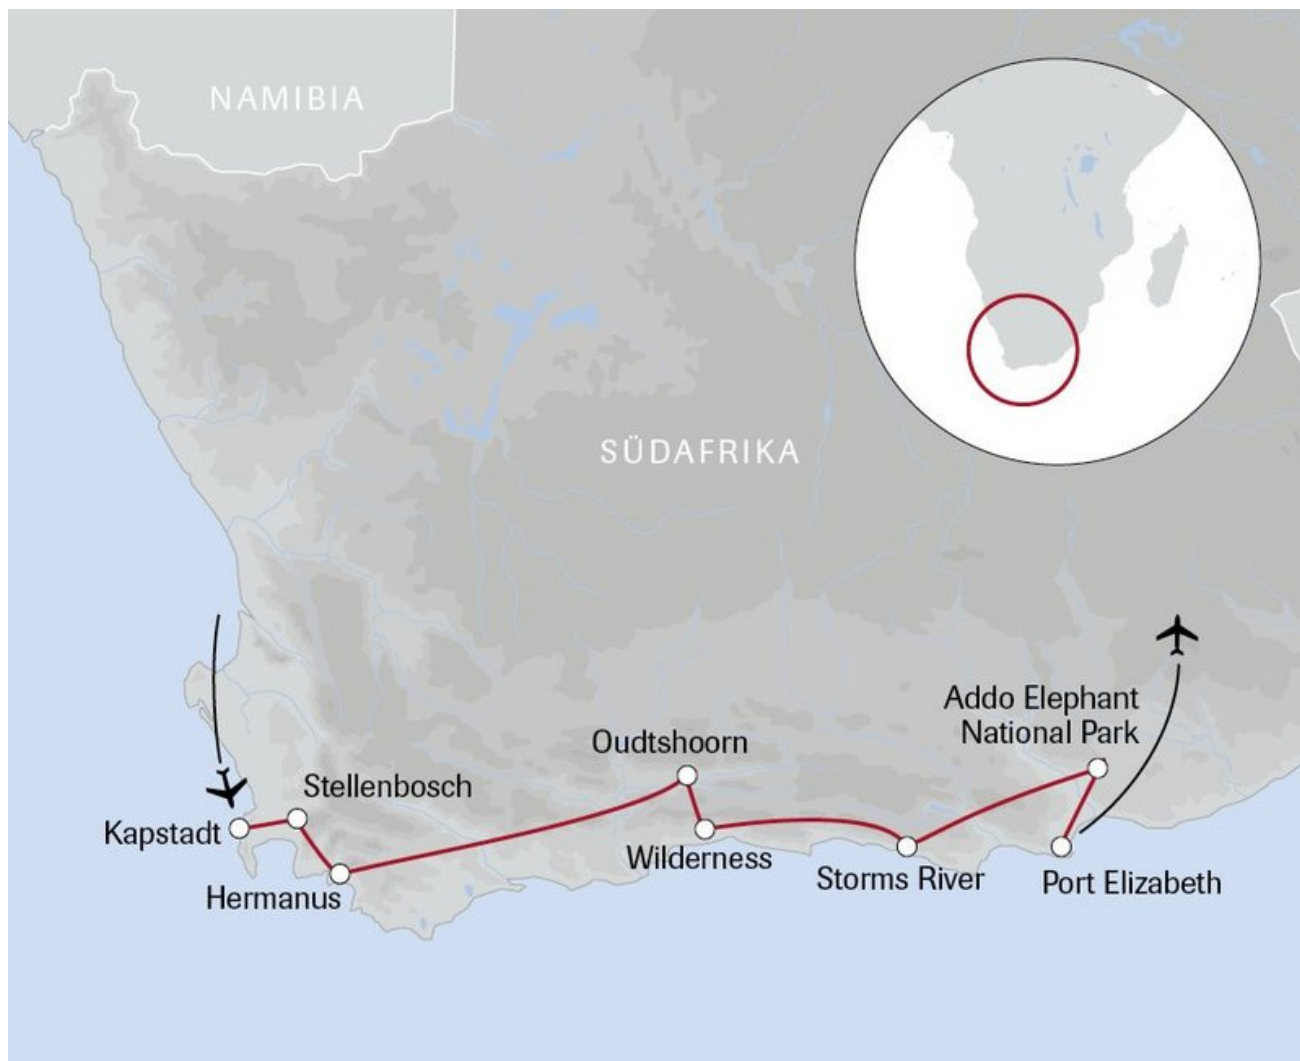 NAMIBIA
SÜDAFRIKA
Addo Elephant
National Park
Oudtshoorn
Stellenbosch
Kapstadt
Wilderness
Storms River
Port Elizabeth
Hermanus